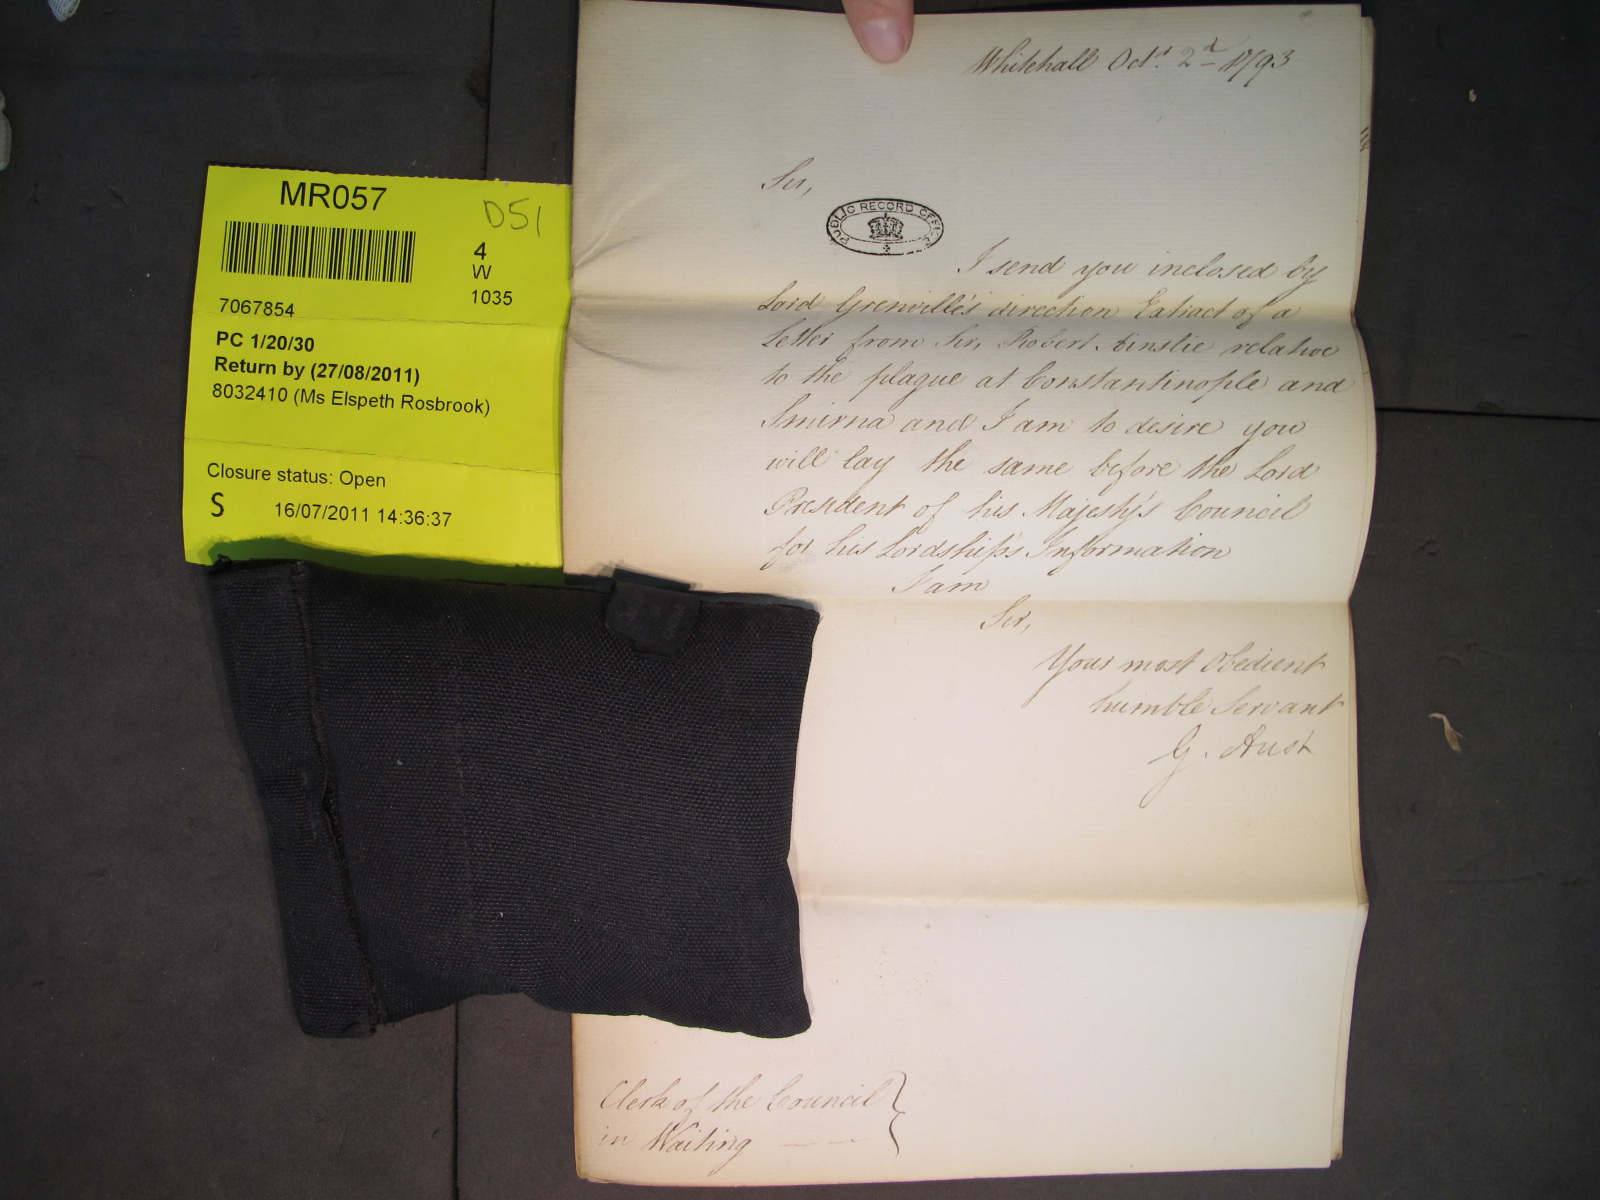 Whitehall Oct.r 2d 1793
Sir,
PUBLIC RECORD OFFICE
I send you inclosed by
Lord Grenville's direction Extract of a
Letter from Sir, Robert Ainslie relative
to the plague at Constantinople and
Smirna and I am to desire you
will lay the same before the Lord
President of his Majesty's Council
for his Lordship's Information
I am
Sir,
Your most Obedient
humble Servant
G. Aust
Clerk of the Council
in Waiting
MR057
D51
4
W
1035
7067854
PC 1/20/30
Return by (27/08/2011)
8032410 (Ms Elspeth Rosbrook)
Closure status: Open
S 16/07/2011 14:36:37